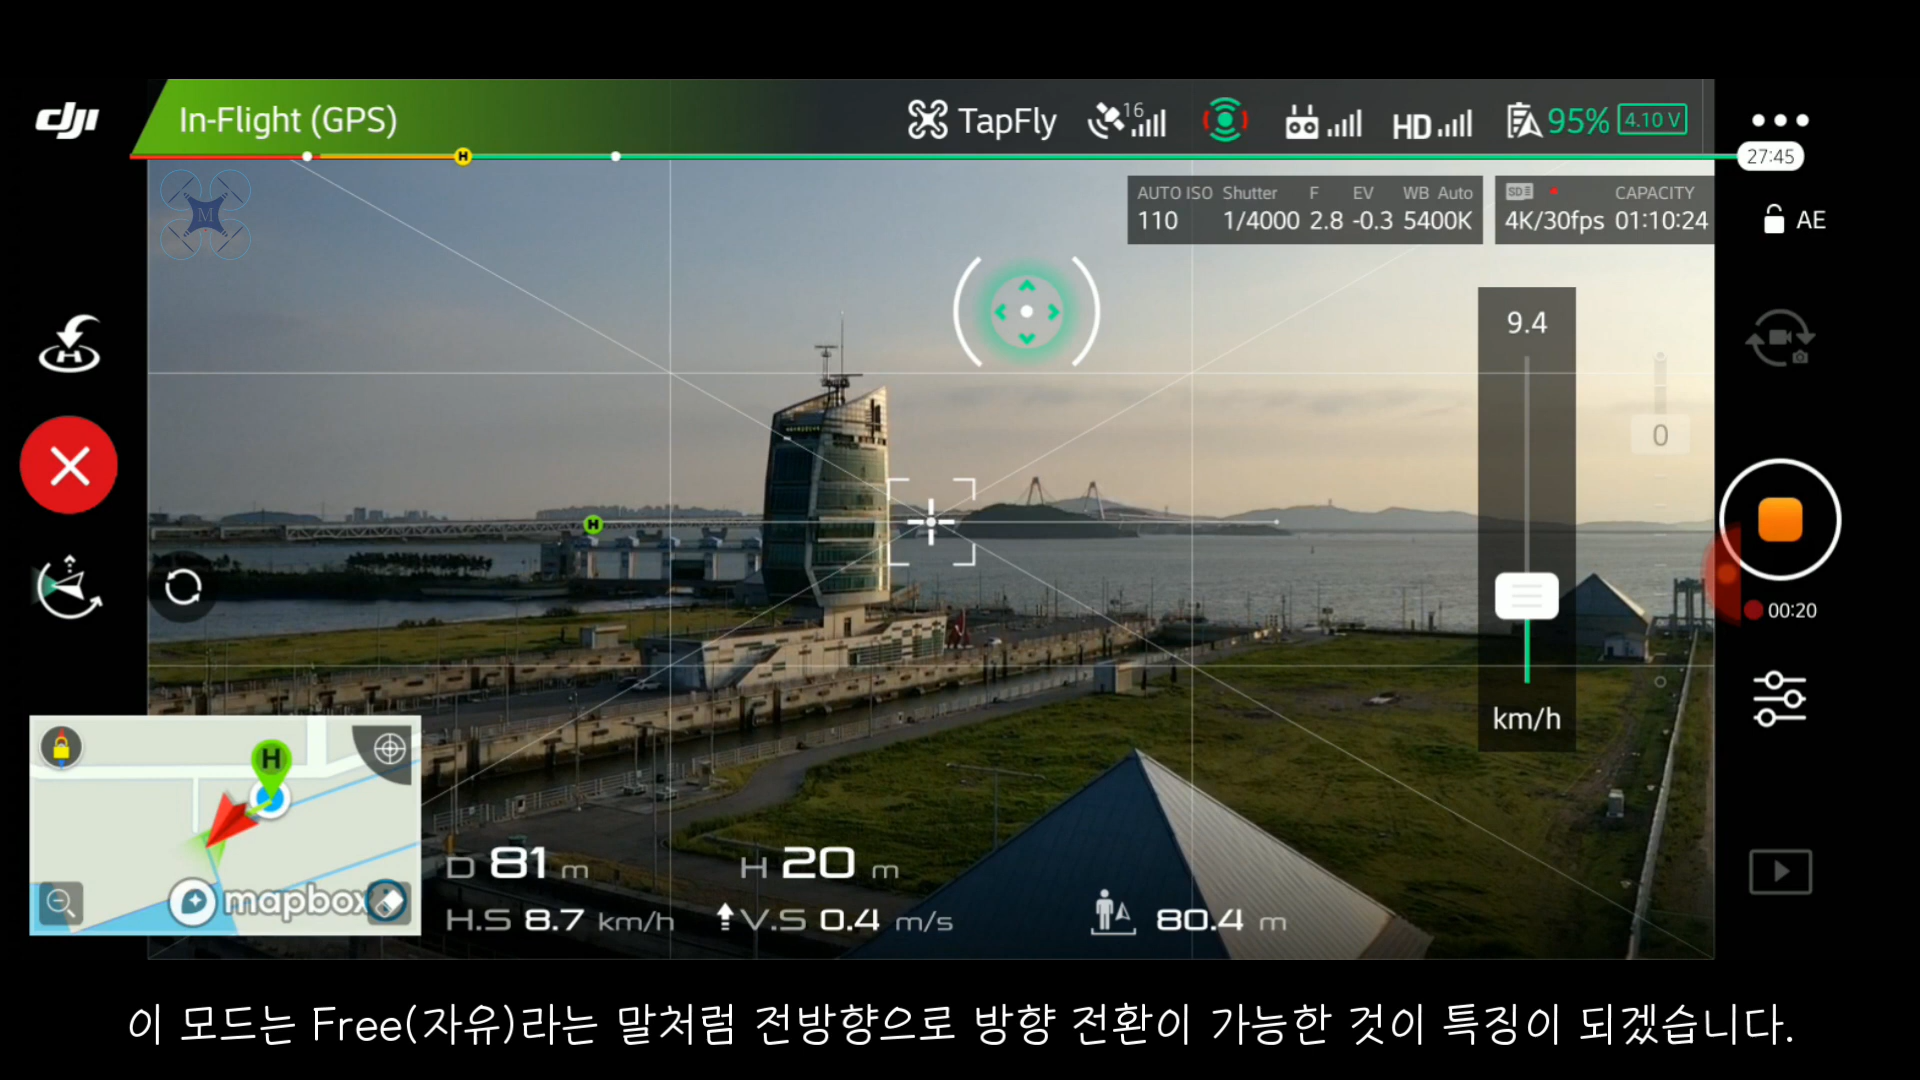 dji
In-Flight (GPS)
TapFly
16
HD
95%
4.10 V
27:45
M
AUTO ISO Shutter F EV WB Auto
110 1/4000 2.8 -0.3 5400K
SD CAPACITY
4K/30fps 01:10:24
AE
9.4
0
H
H
H
00:20
km/h
H
mapbox
D 81 m H 20 m
H.S 8.7 km/h V.S 0.4 m/s 80.4 m
이 모드는 Free(자유)라는 말처럼 전방향으로 방향 전환이 가능한 것이 특징이 되겠습니다.